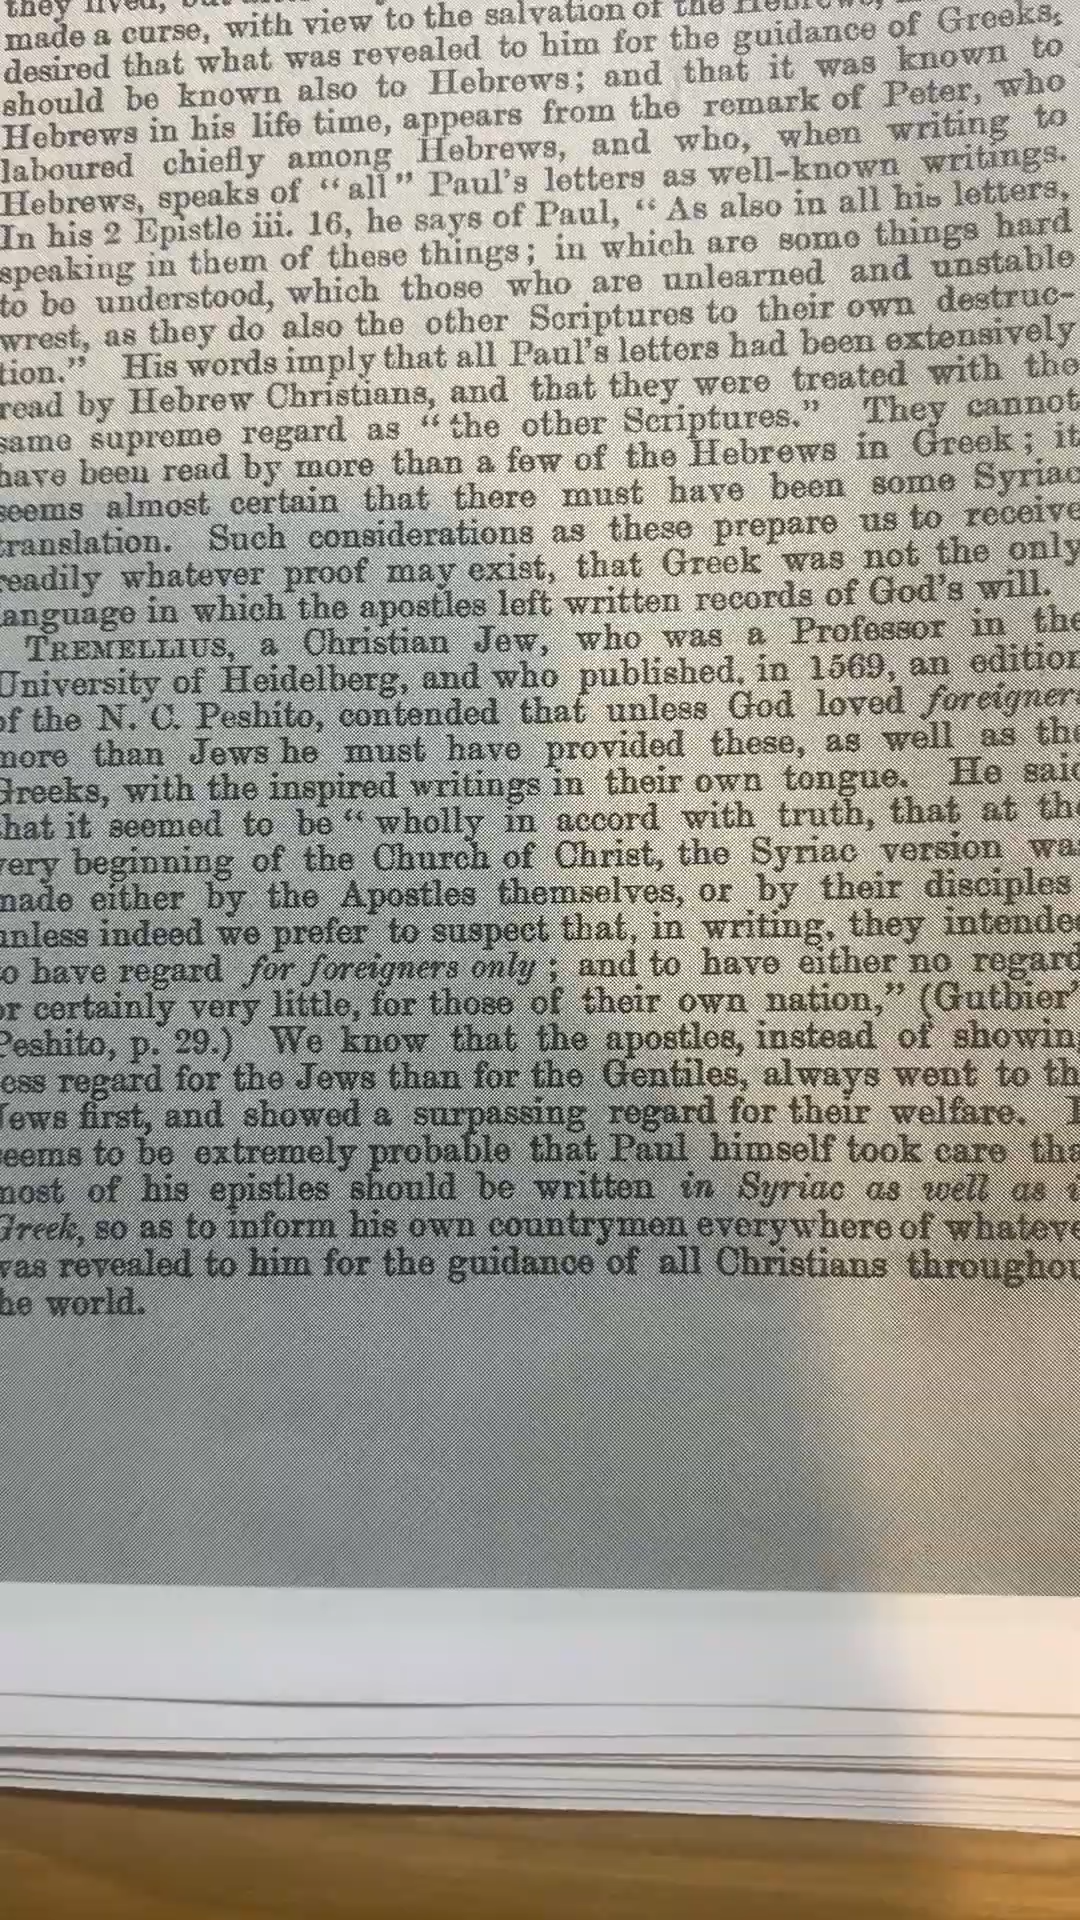 made a curse, with view to the salvation of the
desired that what was revealed to him for the guidance of Greeks,
should be known also to Hebrews; and that it was known to
Hebrews in his life time, appears from the remark of Peter, who
laboured chiefly among Hebrews, and who, when writing to
Hebrews, speaks of “all” Paul's letters as well-known writings.
In his 2 Epistle iii. 16, he says of Paul, “As also in all his letters,
speaking in them of these things; in which are some things hard
to be understood, which those who are unlearned and unstable
wrest, as they do also the other Scriptures to their own destruc-
tion.” His words imply that all Paul's letters had been extensively
read by Hebrew Christians, and that they were treated with the
same supreme regard as “the other Scriptures.” They cannot
have been read by more than a few of the Hebrews in Greek; it
seems almost certain that there must have been some Syriac
translation. Such considerations as these prepare us to receive
readily whatever proof may exist, that Greek was not the only
language in which the apostles left written records of God's will.
TREMELLIUS, a Christian Jew, who was a Professor in the
University of Heidelberg, and who published, in 1569, an edition
of the N. C. Peshito, contended that unless God loved foreigners
more than Jews he must have provided these, as well as the
Greeks, with the inspired writings in their own tongue. He said
that it seemed to be “wholly in accord with truth, that at the
very beginning of the Church of Christ, the Syriac version wa
made either by the Apostles themselves, or by their disciples
unless indeed we prefer to suspect that, in writing, they intended
to have regard for foreigners only; and to have either no regard
or certainly very little, for those of their own nation,” (Gutbier'
Peshito, p. 29.) We know that the apostles, instead of showin
ess regard for the Jews than for the Gentiles, always went to th
Jews first, and showed a surpassing regard for their welfare. I
seems to be extremely probable that Paul himself took care tha
most of his epistles should be written in Syriac as well as i
Greek, so as to inform his own countrymen everywhere of whateve
was revealed to him for the guidance of all Christians throughou
he world.